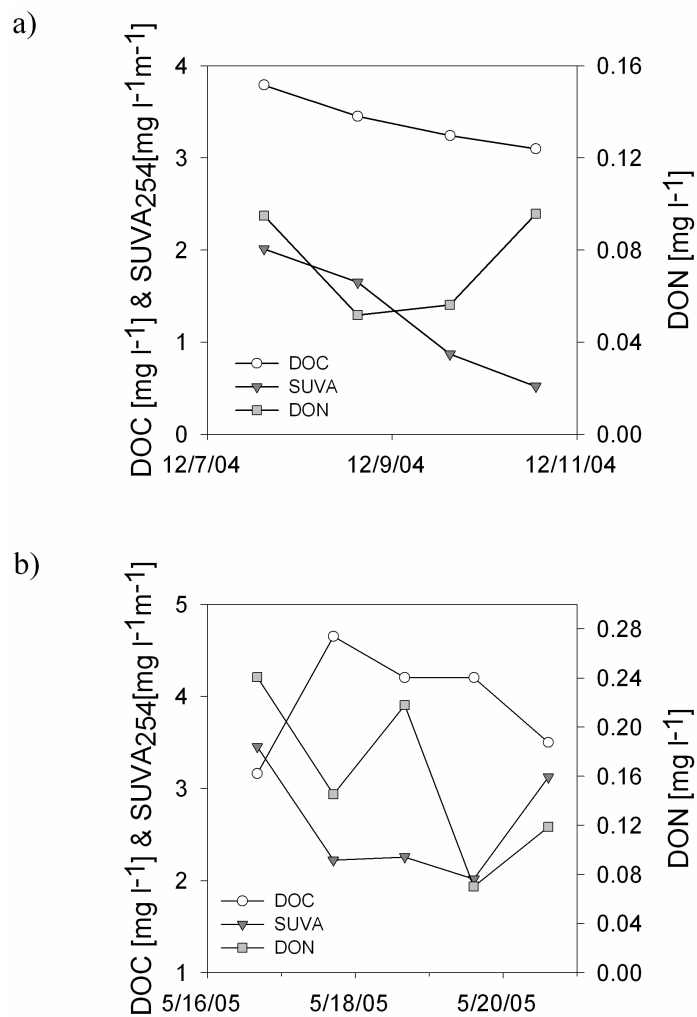 a)
DOC [mg l-1] & SUVA254[mg l-1m-1]
4
3
2
1
0
0.16
0.12
0.08
0.04
0.00
DON [mg l-1]
DOC
SUVA
DON
12/7/04 12/9/04 12/11/04
b)
DOC [mg l-1] & SUVA254[mg l-1m-1]
5
4
3
2
1
0.28
0.24
0.20
0.16
0.12
0.08
0.04
0.00
DON [mg l-1]
DOC
SUVA
DON
5/16/05 5/18/05 5/20/05